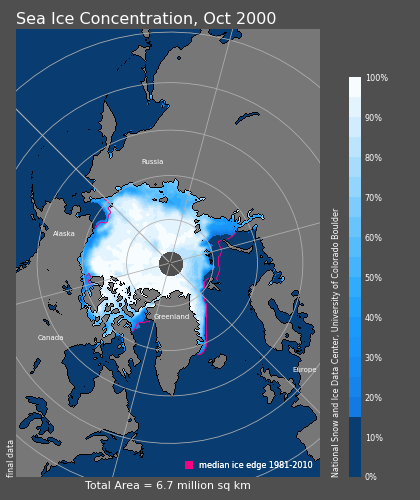 Sea Ice Concentration, Oct 2000
Russia
Alaska
Greenland
Canada
Europe
median ice edge 1981-2010
final data
100%
90%
80%
70%
60%
50%
40%
30%
20%
10%
0%
National Snow and Ice Data Center, University of Colorado Boulder
Total Area = 6.7 million sq km